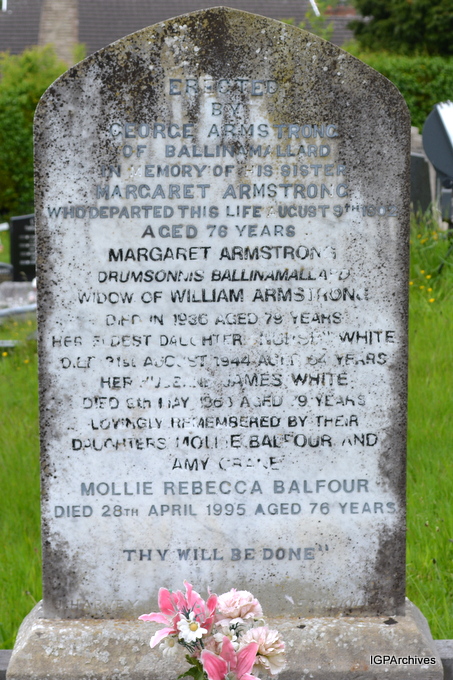 ERECTED
BY
GEORGE ARMSTRONG
OF BALLINAMALLARD
IN MEMORY OF HIS SISTER
MARGARET ARMSTRONG
WHO DEPARTED THIS LIFE AUGUST 9TH
AGED 76 YEARS
MARGARET ARMSTRONG
DRUMSONNIS BALLINAMALLARD
WIDOW OF WILLIAM ARMSTRONG
DIED IN 1936 AGED 79 YEARS
HER ELDEST DAUGHTER WHITE
DIED 31ST AUGUST 1944 AGED 64 YEARS
HER HUSBAND JAMES WHITE
DIED 6TH MAY AGED 79 YEARS
LOVINGLY REMEMBERED BY THEIR
DAUGHTERS MOLLIE BALFOUR AND
AMY
MOLLIE REBECCA BALFOUR
DIED 28TH APRIL 1995 AGED 76 YEARS
"THY WILL BE DONE"
IGPArchives